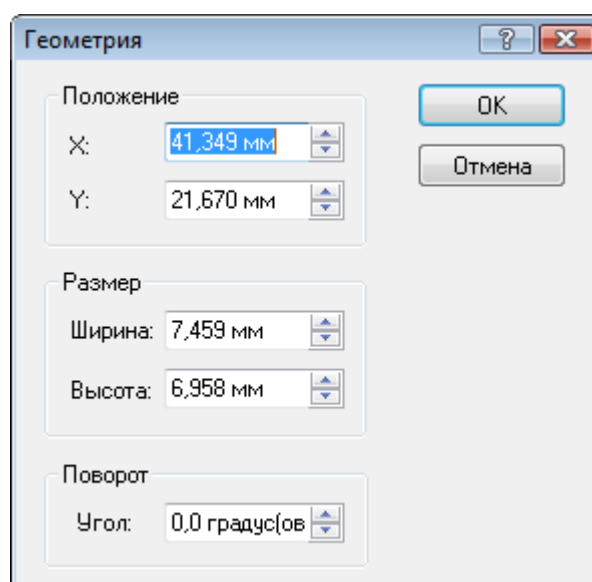 Геометрия
Положение
X: 41,349 мм
Y: 21,670 мм
OK
Отмена
Размер
Ширина: 7,459 мм
Высота: 6,958 мм
Поворот
Угол: 0,0 градус(ов